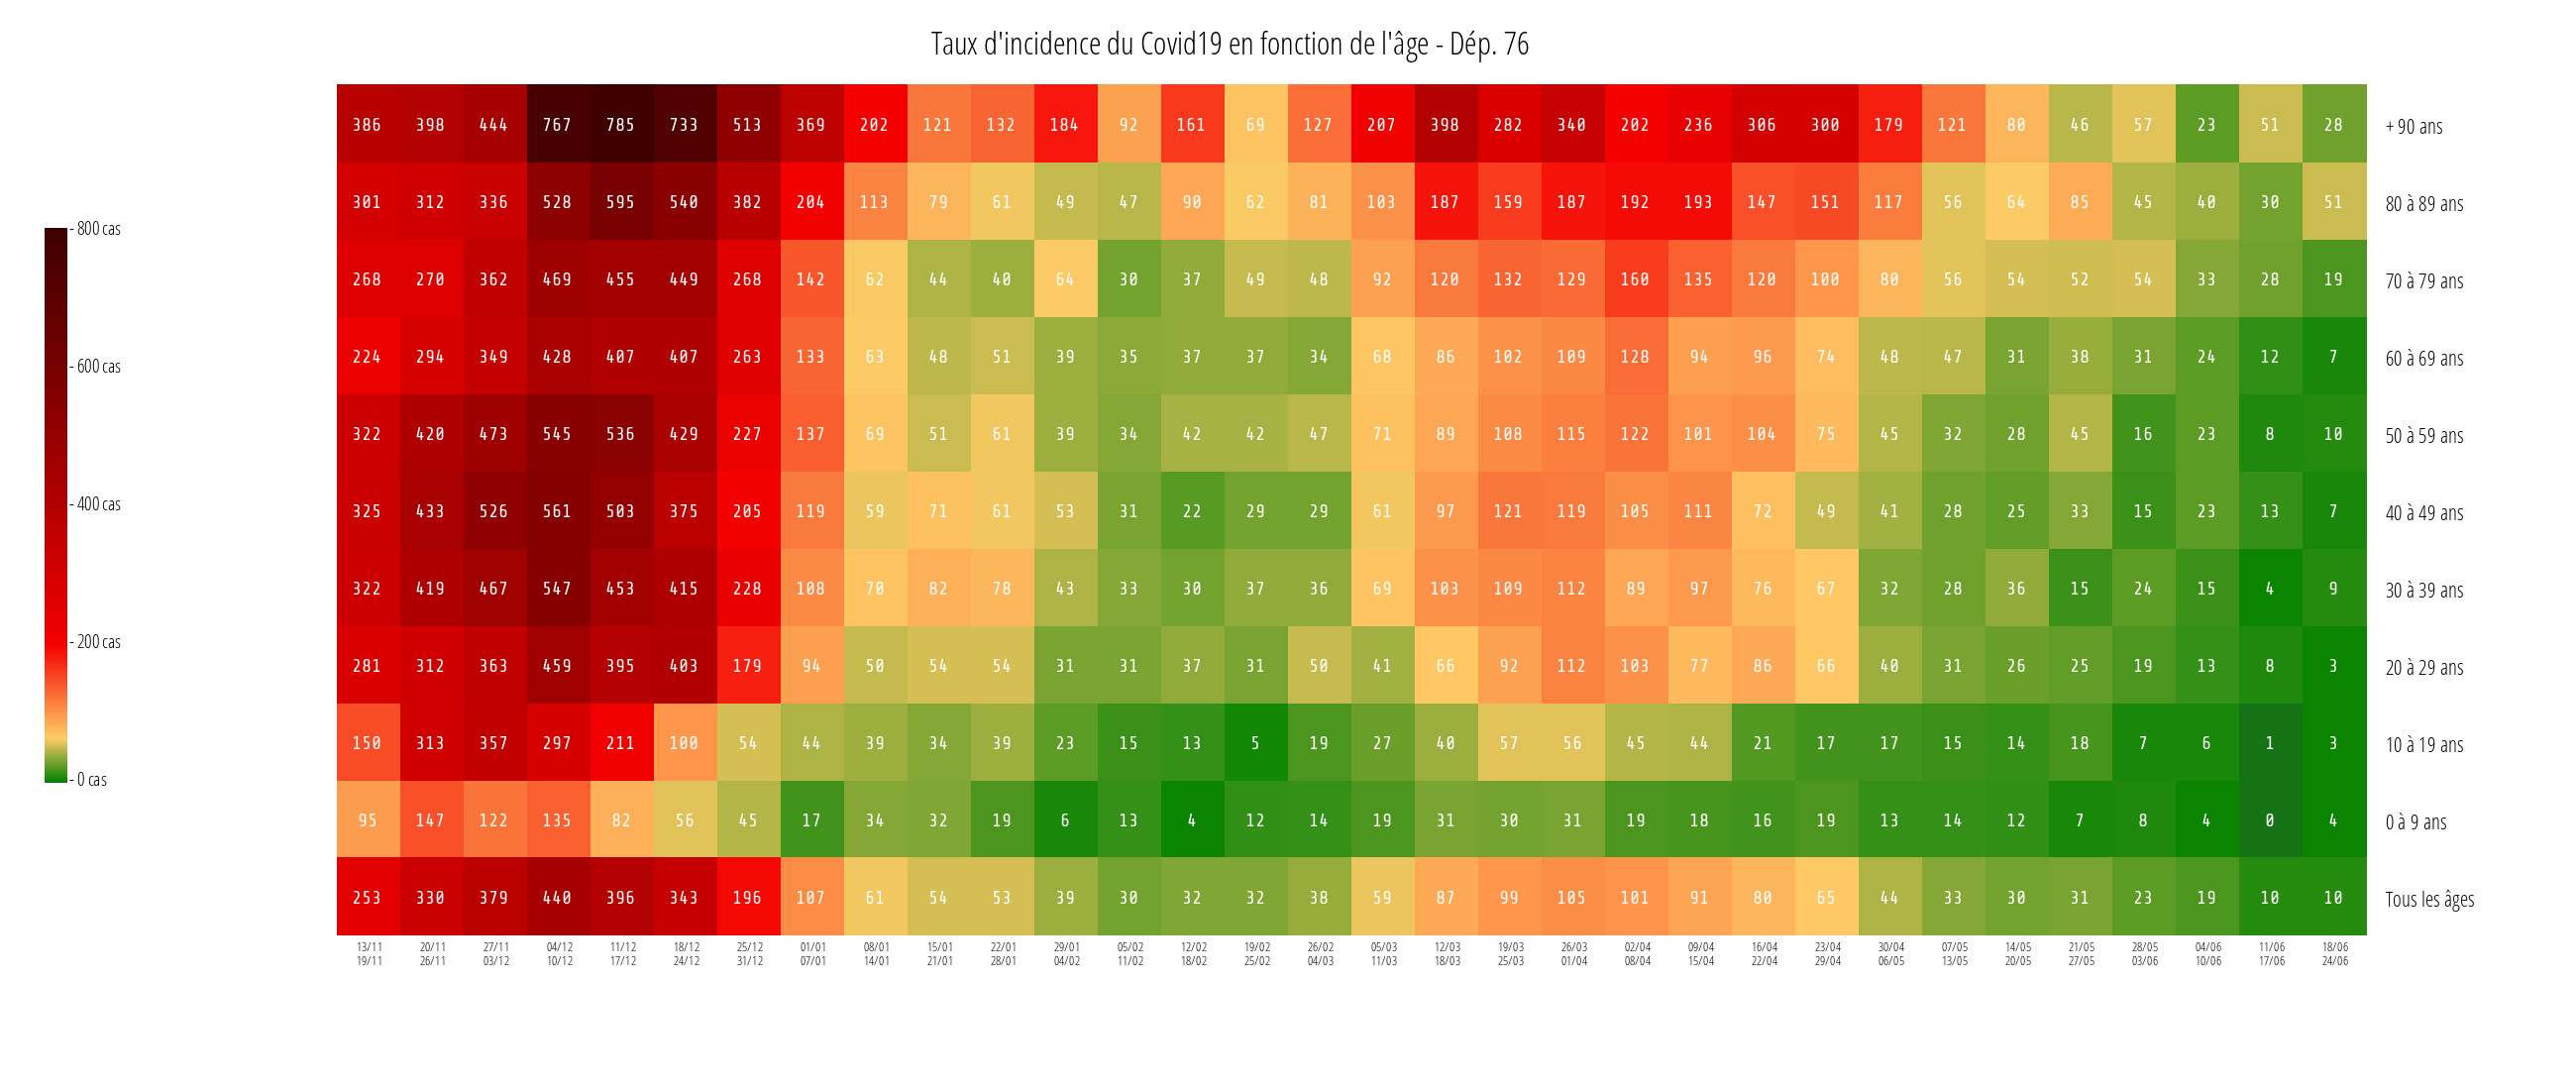 Taux d'incidence du Covid19 en fonction de l'âge - Dép. 76
386 398 444 767 785 733 513 369 202 121 132 184 92 161 69 127 207 398 282 340 202 236 306 300 179 121 80 46 57 23 51 28 + 90 ans
301 312 336 528 595 540 382 204 113 79 61 49 47 90 62 81 103 187 159 187 192 193 147 151 117 56 64 85 45 40 30 51 80 à 89 ans
- 800 cas
268 270 362 469 455 449 268 142 62 44 40 64 30 37 49 48 92 120 132 129 160 135 120 100 80 56 54 52 54 33 28 19 70 à 79 ans
224 294 349 428 407 407 263 133 63 48 51 39 35 37 37 34 68 86 102 109 128 94 96 74 48 47 31 38 31 24 12 7 60 à 69 ans
- 600 cas
322 420 473 545 536 429 227 137 69 51 61 39 34 42 42 47 71 89 108 115 122 101 104 75 45 32 28 45 16 23 8 10 50 à 59 ans
- 400 cas
325 433 526 561 503 375 205 119 59 71 61 53 31 22 29 29 61 97 121 119 105 111 72 49 41 28 25 33 15 23 13 7 40 à 49 ans
322 419 467 547 453 415 228 108 70 82 78 43 33 30 37 36 69 103 109 112 89 97 76 67 32 28 36 15 24 15 4 9 30 à 39 ans
- 200 cas
281 312 363 459 395 403 179 94 50 54 54 31 31 37 31 50 41 66 92 112 103 77 86 66 40 31 26 25 19 13 8 3 20 à 29 ans
150 313 357 297 211 100 54 44 39 34 39 23 15 13 5 19 27 40 57 56 45 44 21 17 17 15 14 18 7 6 1 3 10 à 19 ans
- 0 cas
95 147 122 135 82 56 45 17 34 32 19 6 13 4 12 14 19 31 30 31 19 18 16 19 13 14 12 7 8 4 0 4 0 à 9 ans
253 330 379 440 396 343 196 107 61 54 53 39 30 32 32 38 59 87 99 105 101 91 80 65 44 33 30 31 23 19 10 10 Tous les âges
13/11 20/11 27/11 04/12 11/12 18/12 25/12 01/01 08/01 15/01 22/01 29/01 05/02 12/02 19/02 26/02 05/03 12/03 19/03 26/03 02/04 09/04 16/04 23/04 30/04 07/05 14/05 21/05 28/05 04/06 11/06 18/06
19/11 26/11 03/12 10/12 17/12 24/12 31/12 07/01 14/01 21/01 28/01 04/02 11/02 18/02 25/02 04/03 11/03 18/03 25/03 01/04 08/04 15/04 22/04 29/04 06/05 13/05 20/05 27/05 03/06 10/06 17/06 24/06